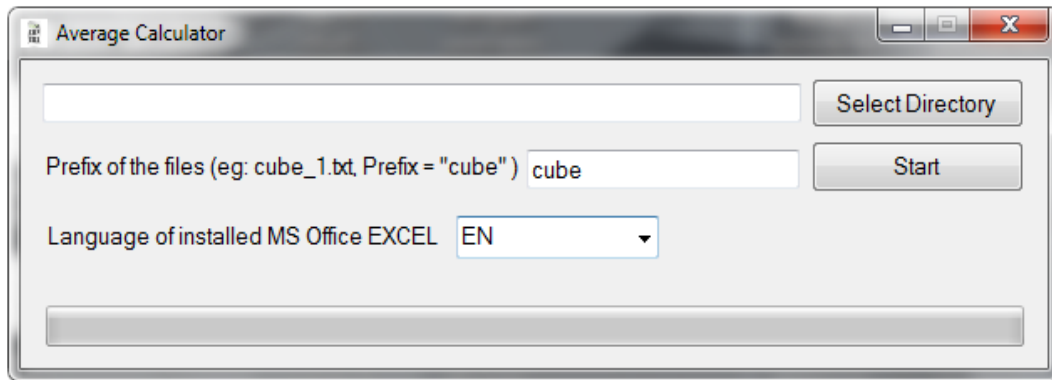 Average Calculator
Select Directory
Prefix of the files (eg: cube_1.txt, Prefix = "cube" ) cube Start
Language of installed MS Office EXCEL EN